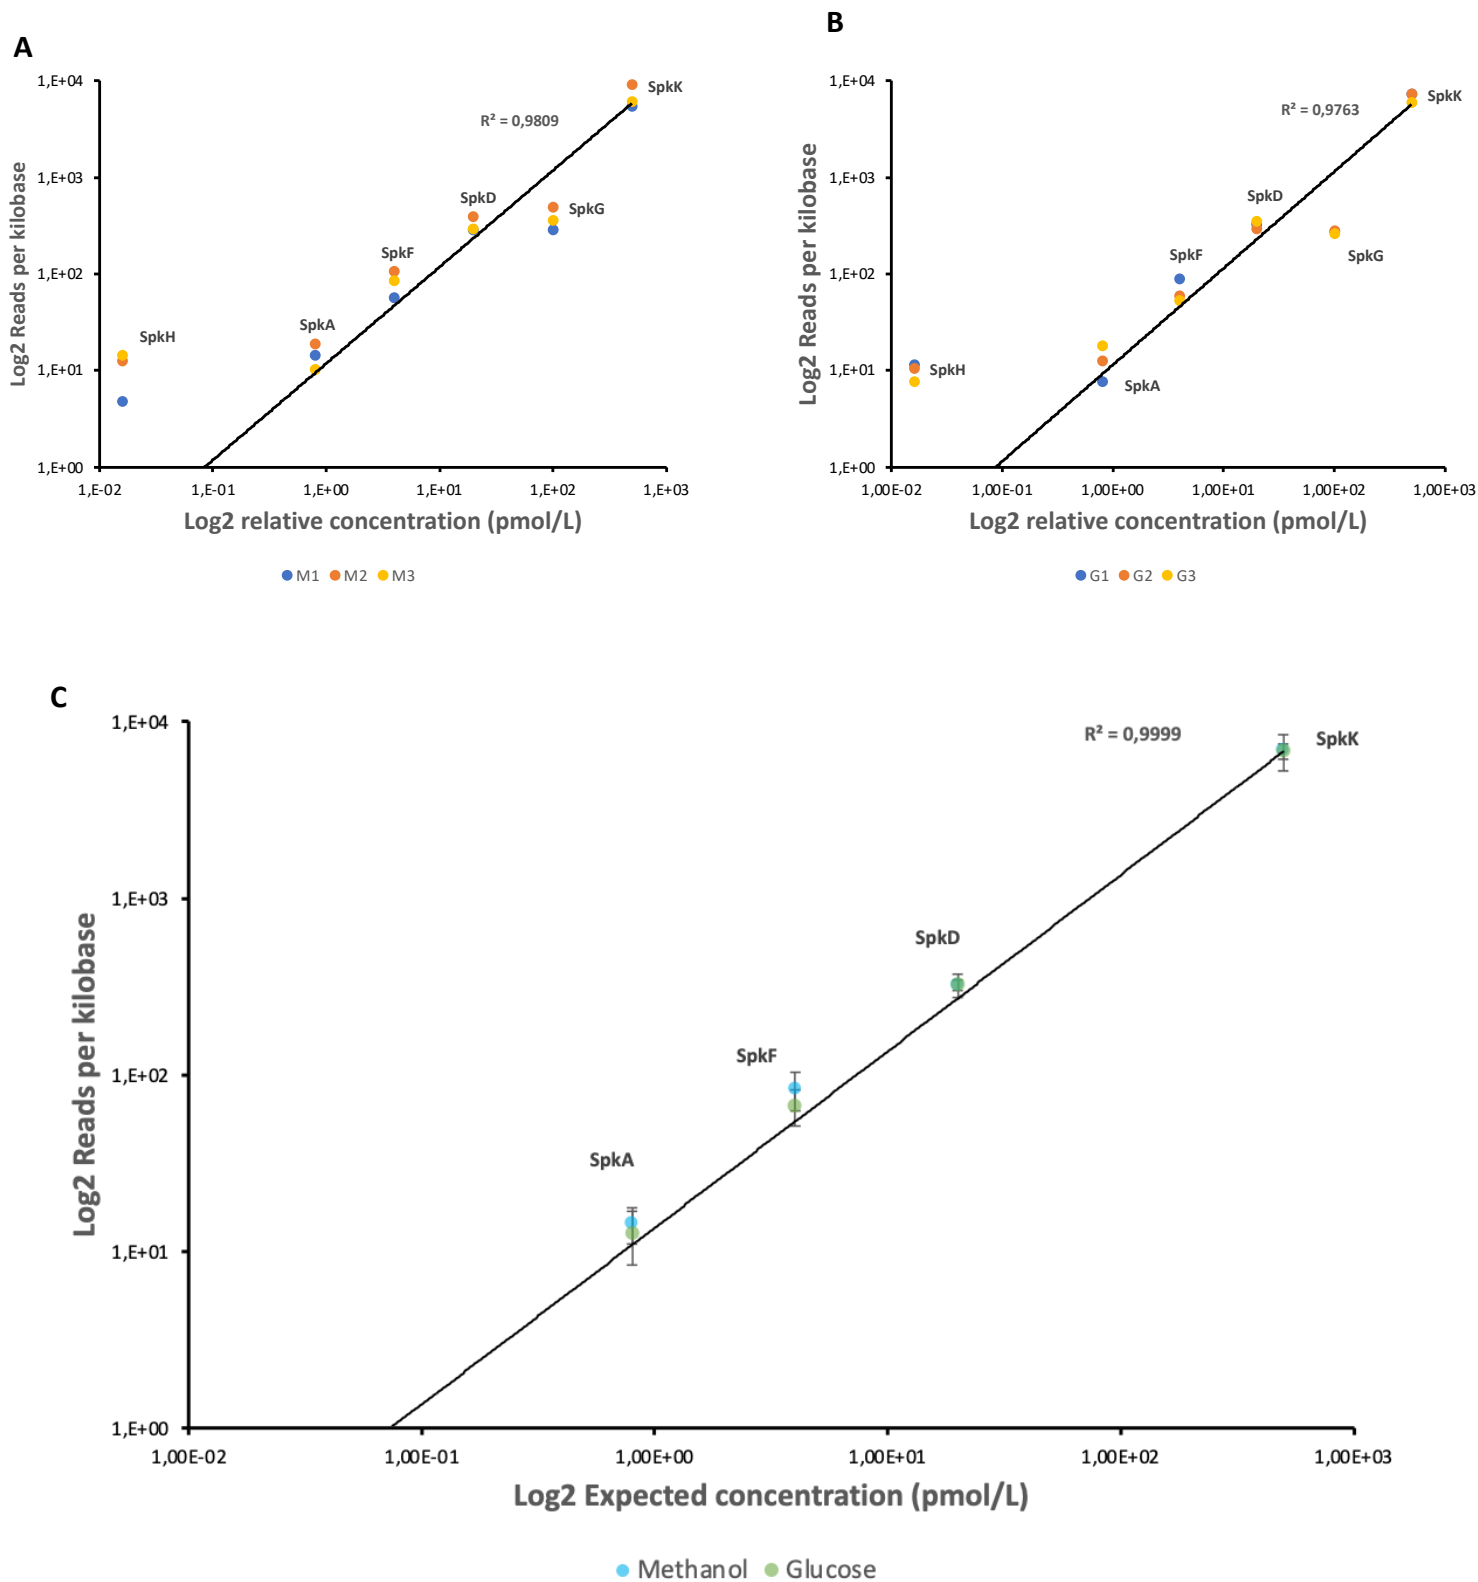 A
1,E+04
1,E+03
1,E+02
1,E+01
1,E+00
Log2 Reads per kilobase
R² = 0,9809
SpkK
SpkD
SpkG
SpkF
SpkA
SpkH
1,E-02
1,E-01
1,E+00
1,E+01
1,E+02
1,E+03
Log2 relative concentration (pmol/L)
M1 M2 M3
B
1,E+04
1,E+03
1,E+02
1,E+01
1,E+00
Log2 Reads per kilobase
R² = 0,9763
SpkK
SpkD
SpkF
SpkG
SpkH
SpkA
1,00E-02
1,00E-01
1,00E+00
1,00E+01
1,00E+02
1,00E+03
Log2 relative concentration (pmol/L)
G1 G2 G3
C
1,E+04
1,E+03
1,E+02
1,E+01
1,E+00
Log2 Reads per kilobase
R² = 0,9999
SpkK
SpkD
SpkF
SpkA
1,00E-02
1,00E-01
1,00E+00
1,00E+01
1,00E+02
1,00E+03
Log2 Expected concentration (pmol/L)
Methanol Glucose